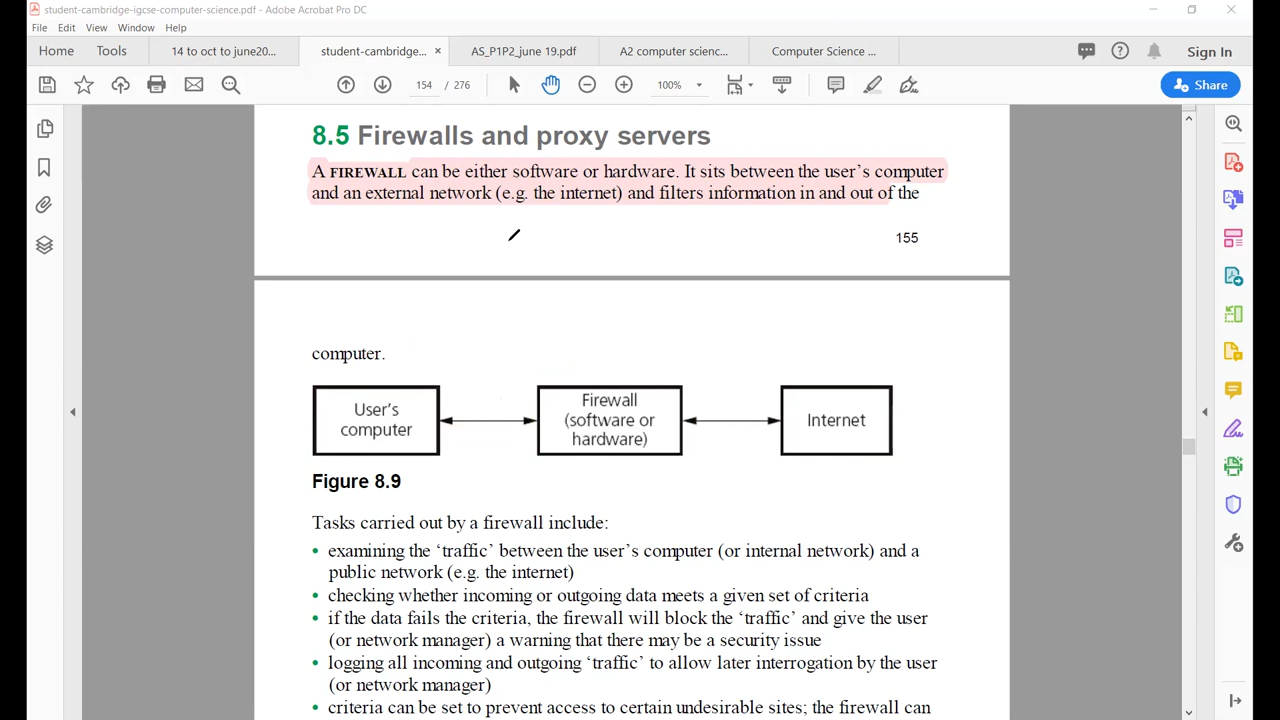 student-cambridge-igcse-computer-science.pdf - Adobe Acrobat Pro DC
File Edit View Window Help
Home Tools 14 to oct to june20... student-cambridge... × AS_P1P2_june 19.pdf A2 computer scienc... Computer Science ... Sign In
154 / 276 100% Share
8.5 Firewalls and proxy servers
A FIREWALL can be either software or hardware. It sits between the user's computer
and an external network (e.g. the internet) and filters information in and out of the
155
computer.
User's
computer
Firewall
(software or
hardware)
Internet
Figure 8.9
Tasks carried out by a firewall include:
• examining the ‘traffic’ between the user's computer (or internal network) and a
public network (e.g. the internet)
• checking whether incoming or outgoing data meets a given set of criteria
• if the data fails the criteria, the firewall will block the ‘traffic’ and give the user
(or network manager) a warning that there may be a security issue
• logging all incoming and outgoing ‘traffic’ to allow later interrogation by the user
(or network manager)
• criteria can be set to prevent access to certain undesirable sites; the firewall can